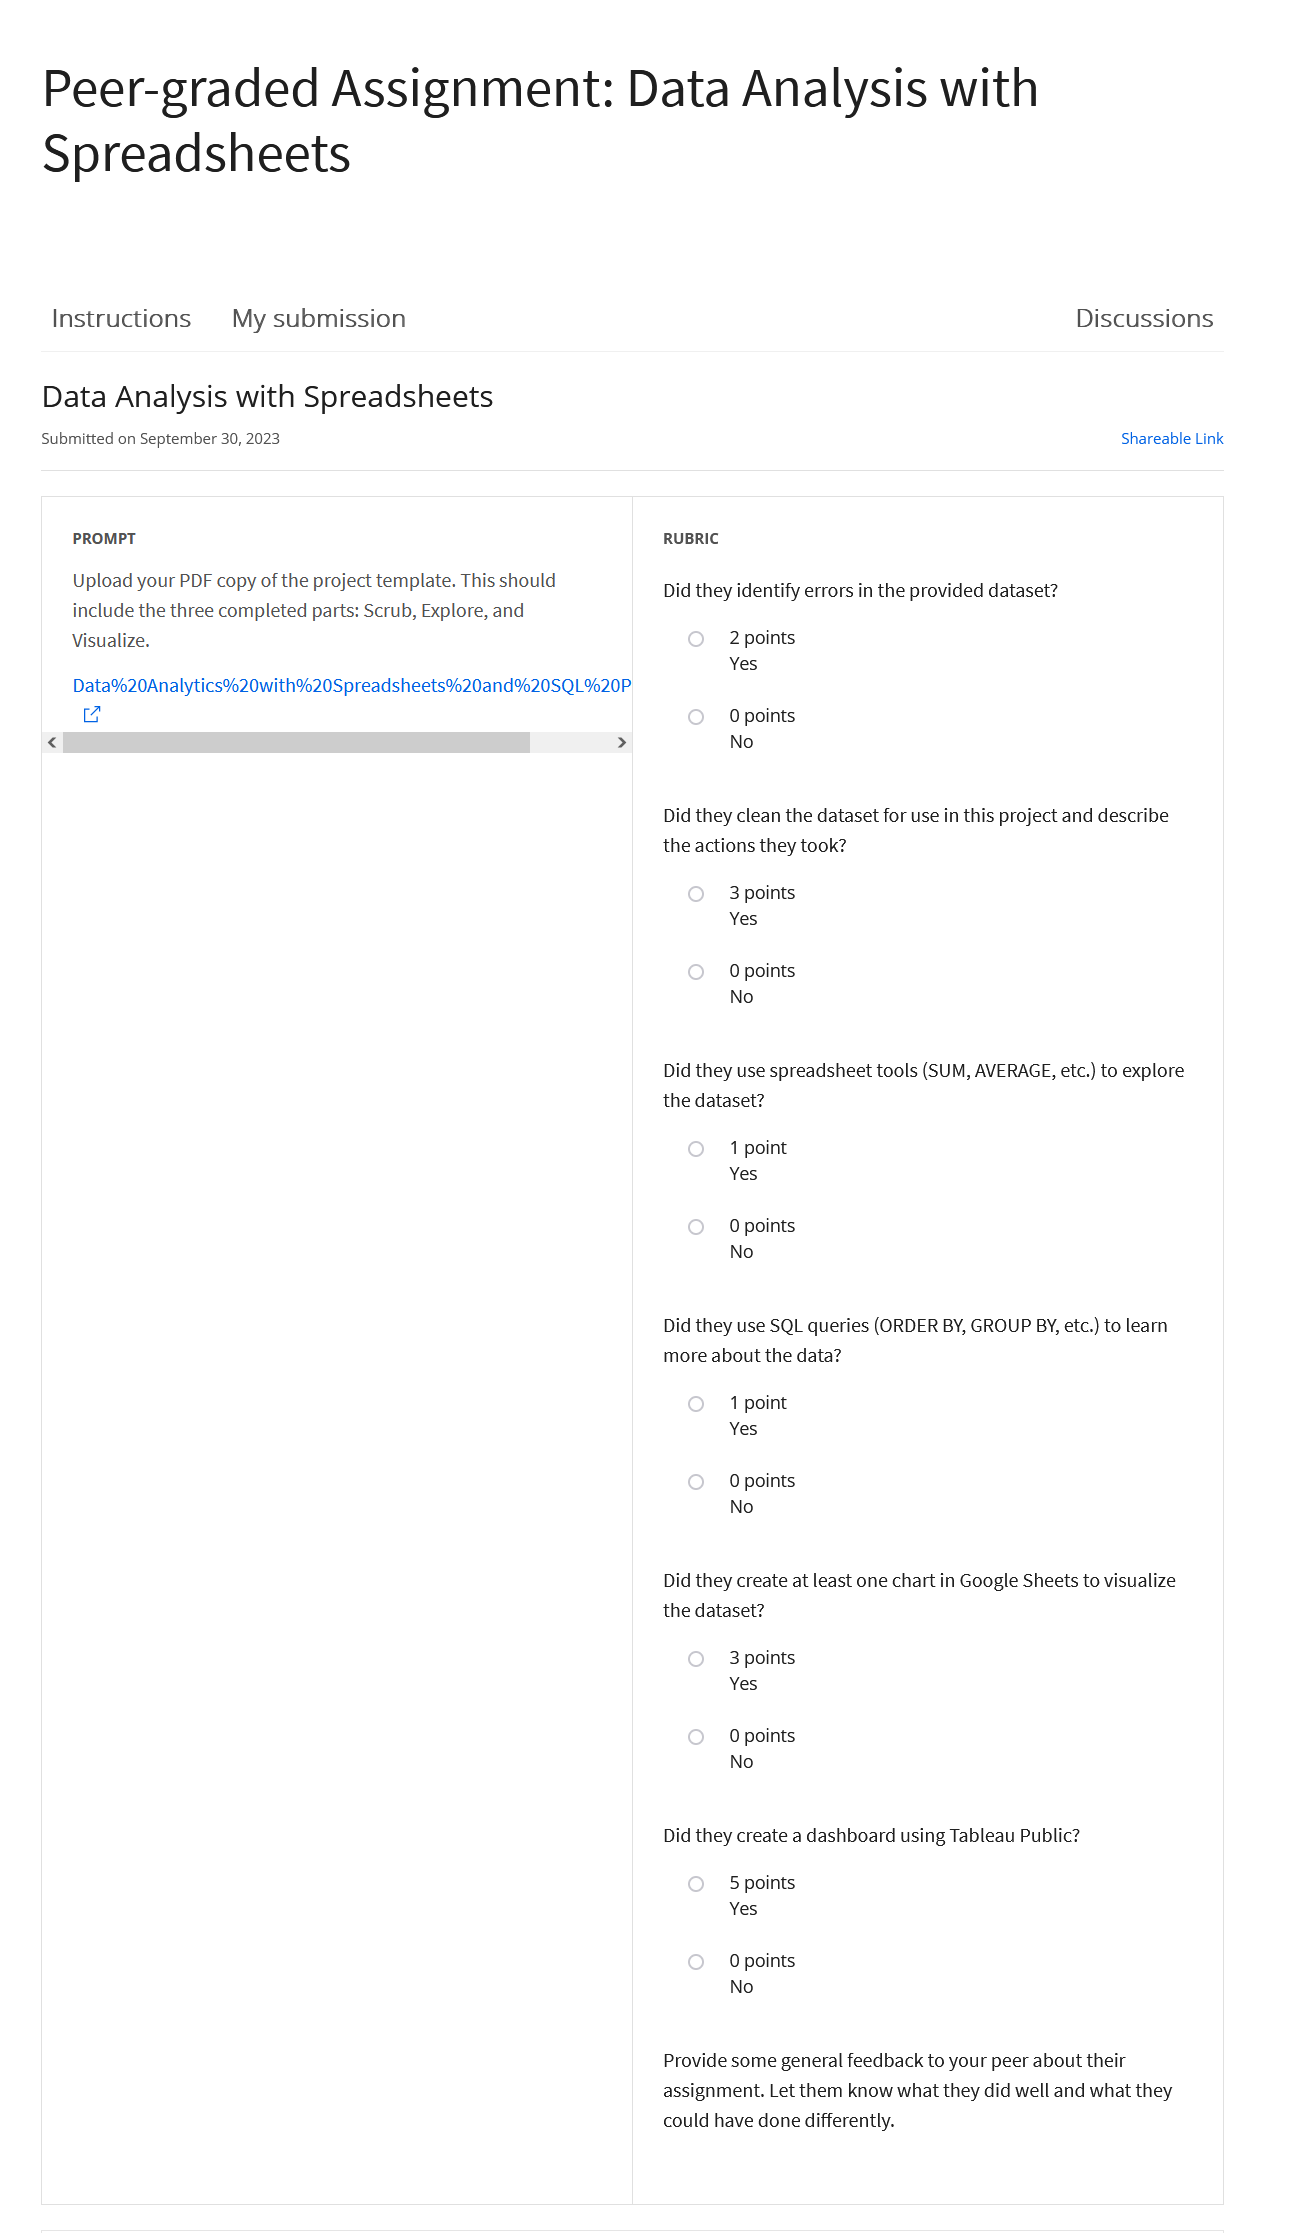 Peer-graded Assignment: Data Analysis with
Spreadsheets
Instructions My submission Discussions
Data Analysis with Spreadsheets
Submitted on September 30, 2023 Shareable Link
PROMPT
Upload your PDF copy of the project template. This should
include the three completed parts: Scrub, Explore, and
Visualize.
Data%20Analytics%20with%20Spreadsheets%20and%20SQL%20P
RUBRIC
Did they identify errors in the provided dataset?
2 points
Yes
0 points
No
Did they clean the dataset for use in this project and describe
the actions they took?
3 points
Yes
0 points
No
Did they use spreadsheet tools (SUM, AVERAGE, etc.) to explore
the dataset?
1 point
Yes
0 points
No
Did they use SQL queries (ORDER BY, GROUP BY, etc.) to learn
more about the data?
1 point
Yes
0 points
No
Did they create at least one chart in Google Sheets to visualize
the dataset?
3 points
Yes
0 points
No
Did they create a dashboard using Tableau Public?
5 points
Yes
0 points
No
Provide some general feedback to your peer about their
assignment. Let them know what they did well and what they
could have done differently.